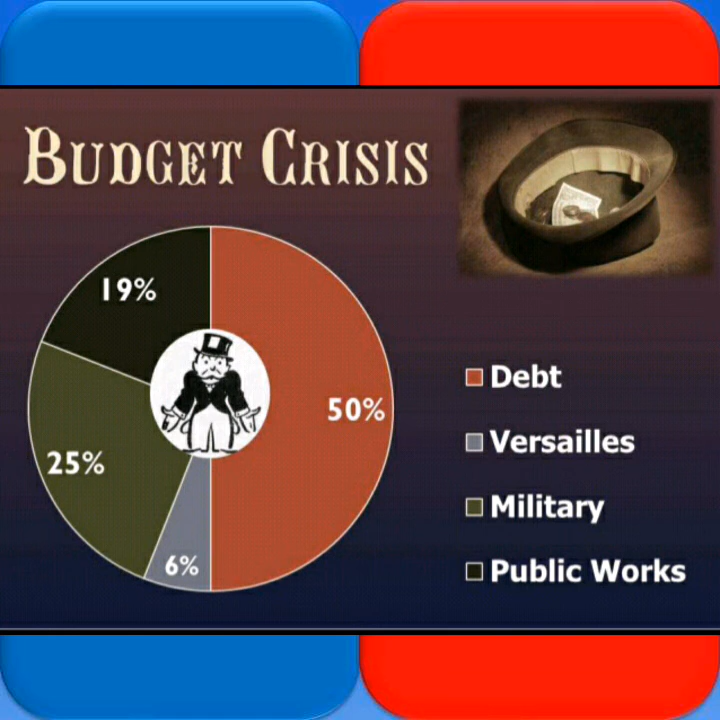 Budget Crisis
19%
50%
25%
6%
Debt
Versailles
Military
Public Works